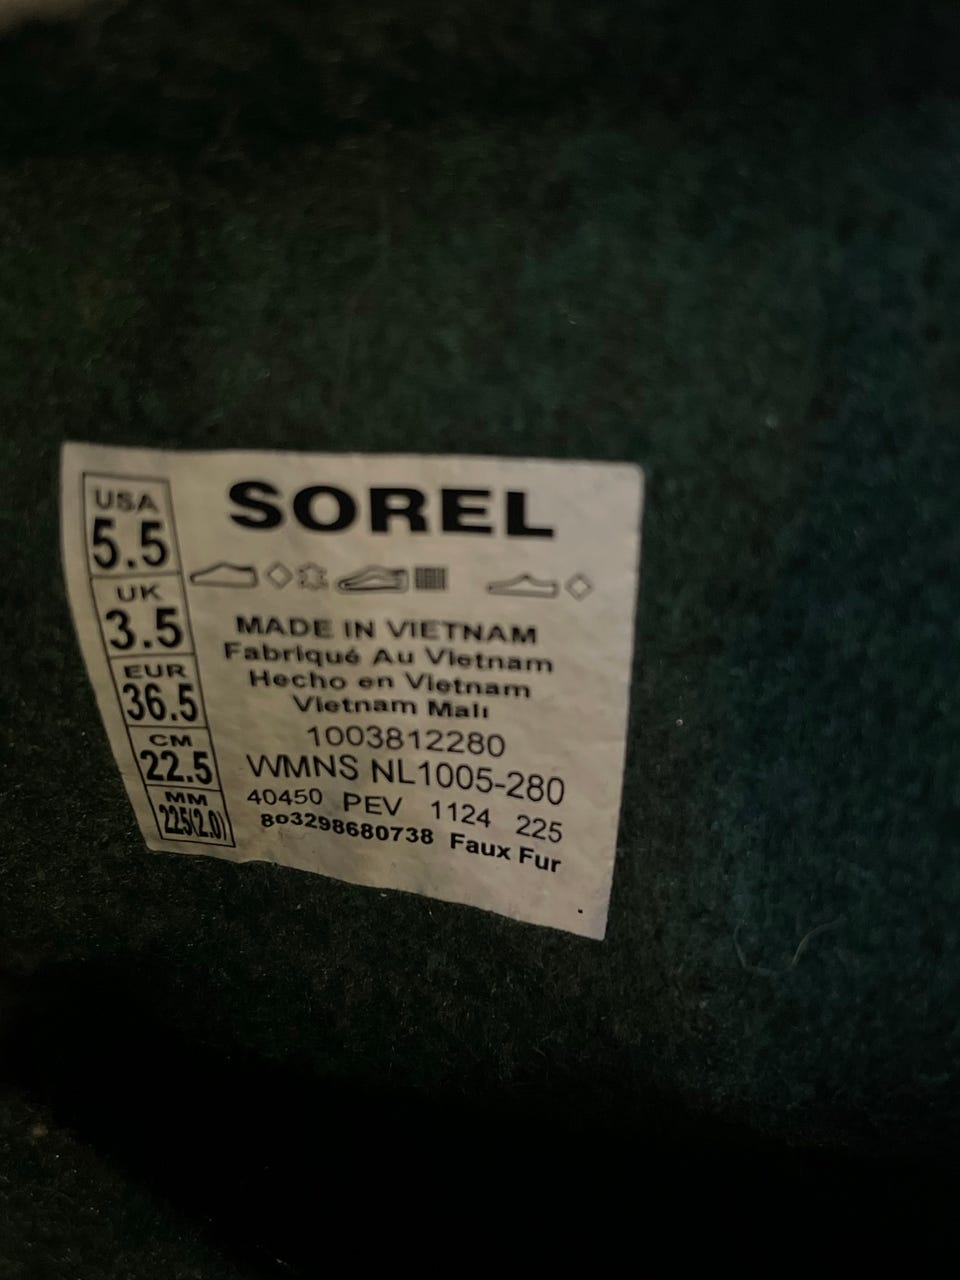 USA
5.5
UK
3.5
EUR
36.5
CM
22.5
MM
225(2.0)
SOREL
MADE IN VIETNAM
Fabriqué Au Vietnam
Hecho en Vietnam
Vietnam Malı
1003812280
WMNS NL1005-280
40450 PEV 1124 225
803298680738 Faux Fur